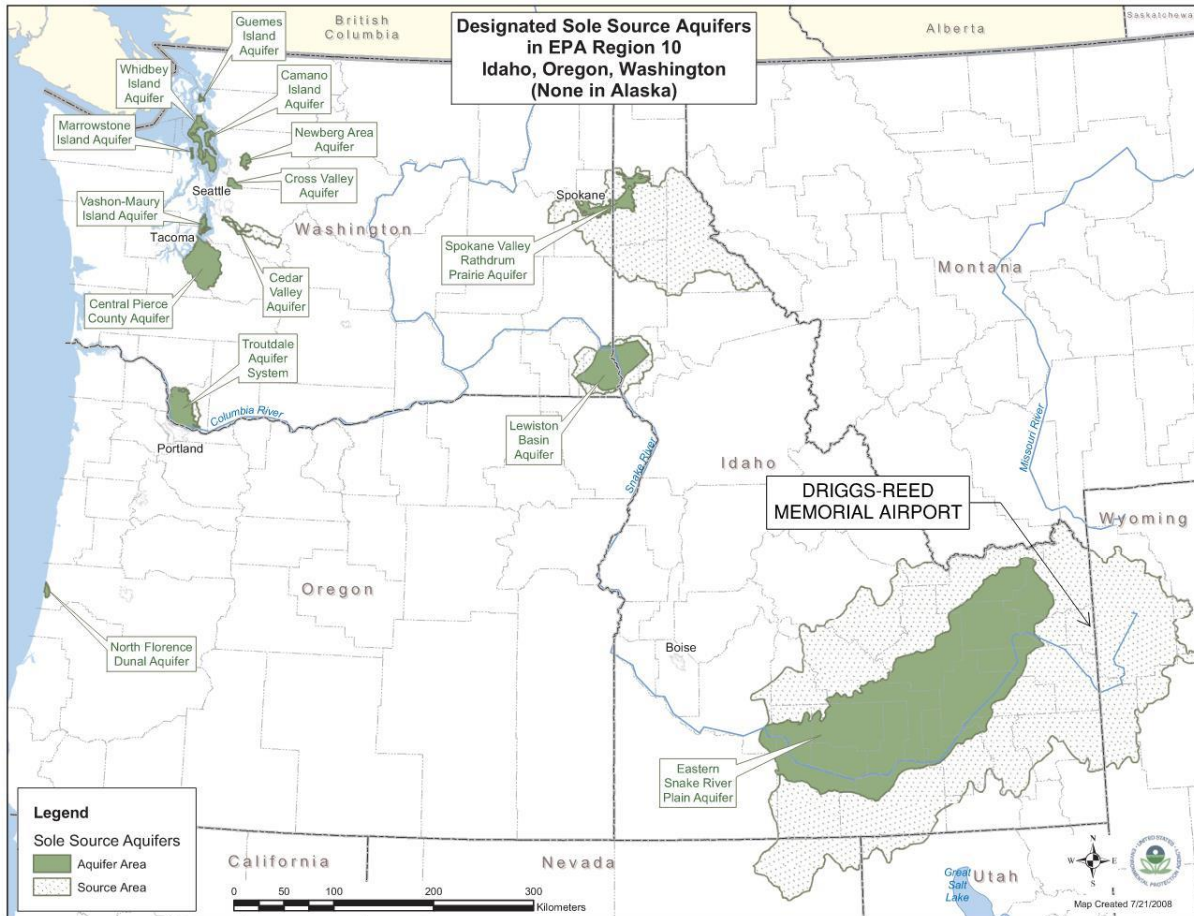 Designated Sole Source Aquifers
in EPA Region 10
Idaho, Oregon, Washington
(None in Alaska)
British
Columbia
Alberta
Saskatchewan
Guemes
Island
Aquifer
Whidbey
Island
Aquifer
Camano
Island
Aquifer
Marrowstone
Island Aquifer
Newberg Area
Aquifer
Cross Valley
Aquifer
Seattle
Vashon-Maury
Island Aquifer
Tacoma
Washington
Spokane
Spokane Valley
Rathdrum
Prairie Aquifer
Montana
Cedar
Valley
Aquifer
Central Pierce
County Aquifer
Troutdale
Aquifer
System
Columbia River
Portland
Lewiston
Basin
Aquifer
Snake River
Idaho
Missouri River
DRIGGS-REED
MEMORIAL AIRPORT
Wyoming
Oregon
North Florence
Dunal Aquifer
Boise
Eastern
Snake River
Plain Aquifer
Legend
Sole Source Aquifers
Aquifer Area
Source Area
California
Nevada
Utah
Great
Salt
Lake
0 50 100 200 300
Kilometers
N
W E
S
UNITED STATES
ENVIRONMENTAL PROTECTION
Map Created 7/21/2008